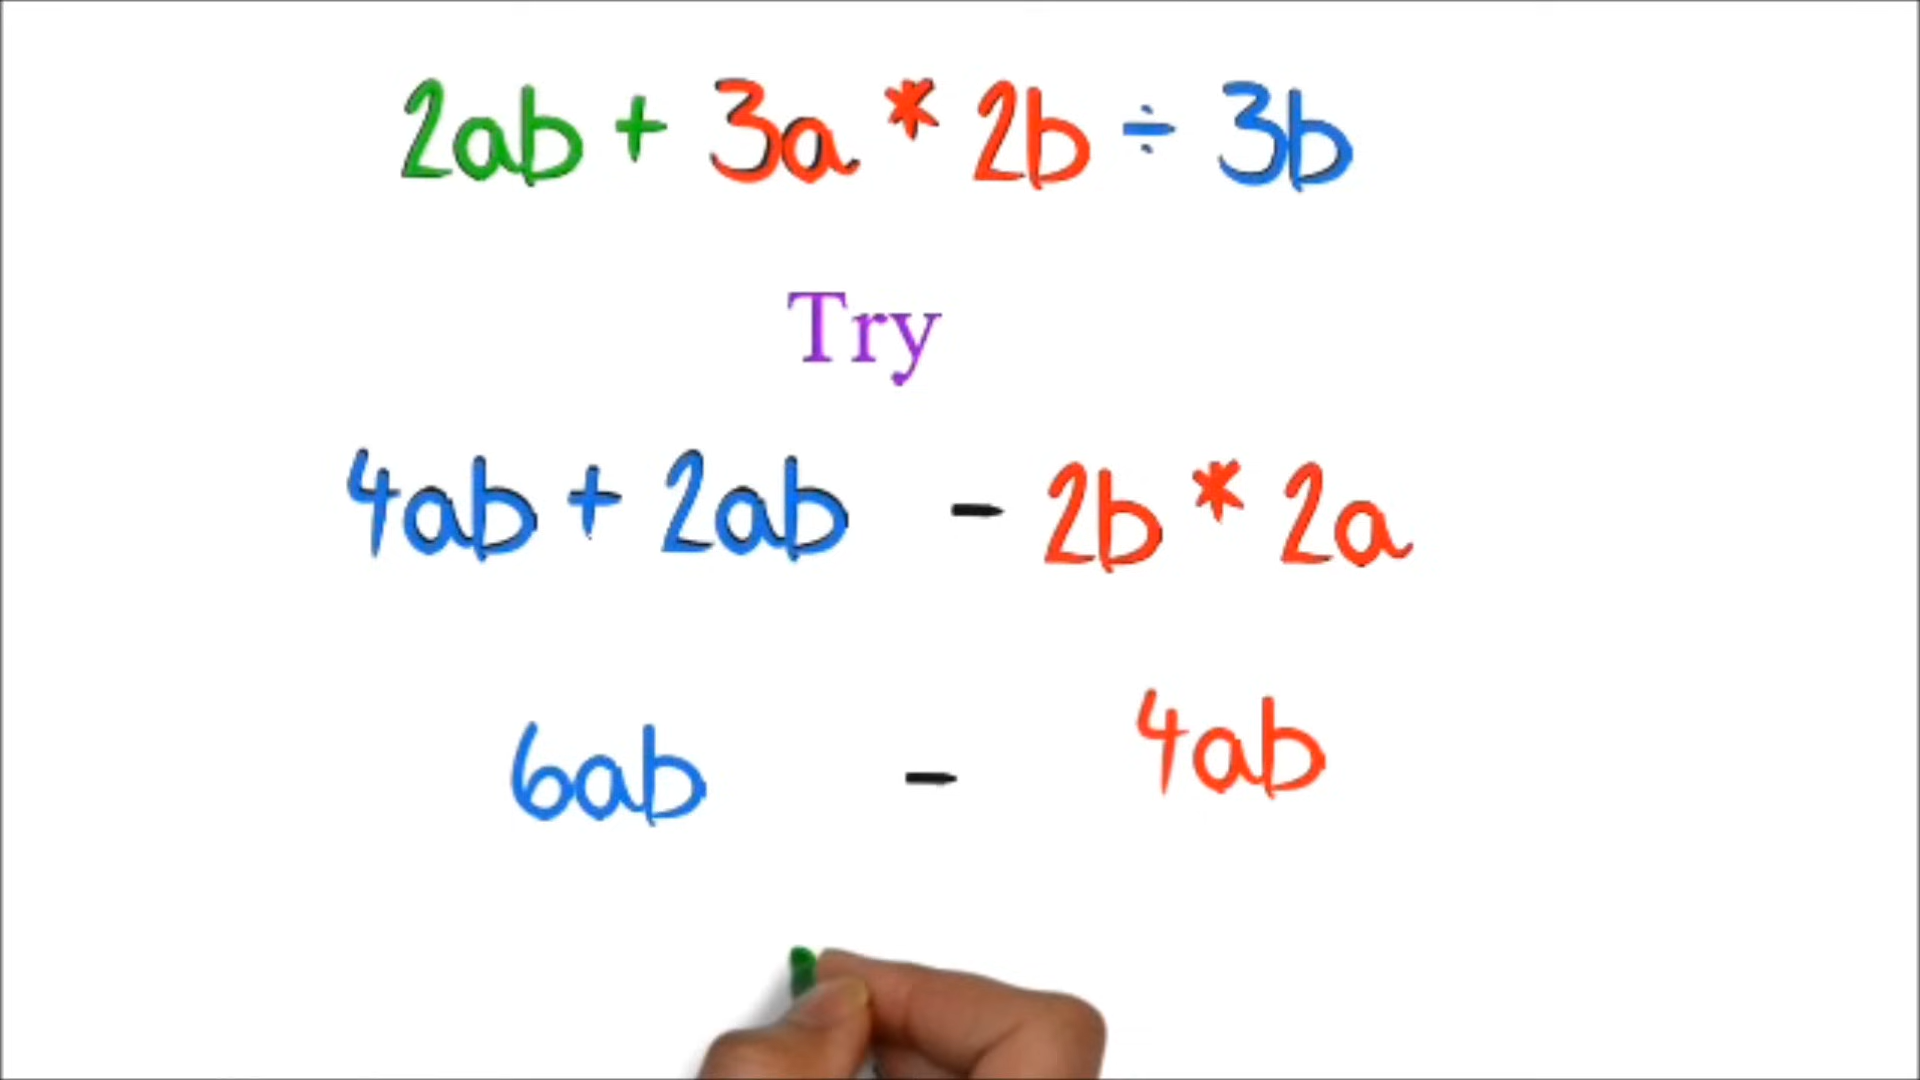 2ab + 3a * 2b ÷ 3b
Try
4ab + 2ab - 2b * 2a
6ab - 4ab